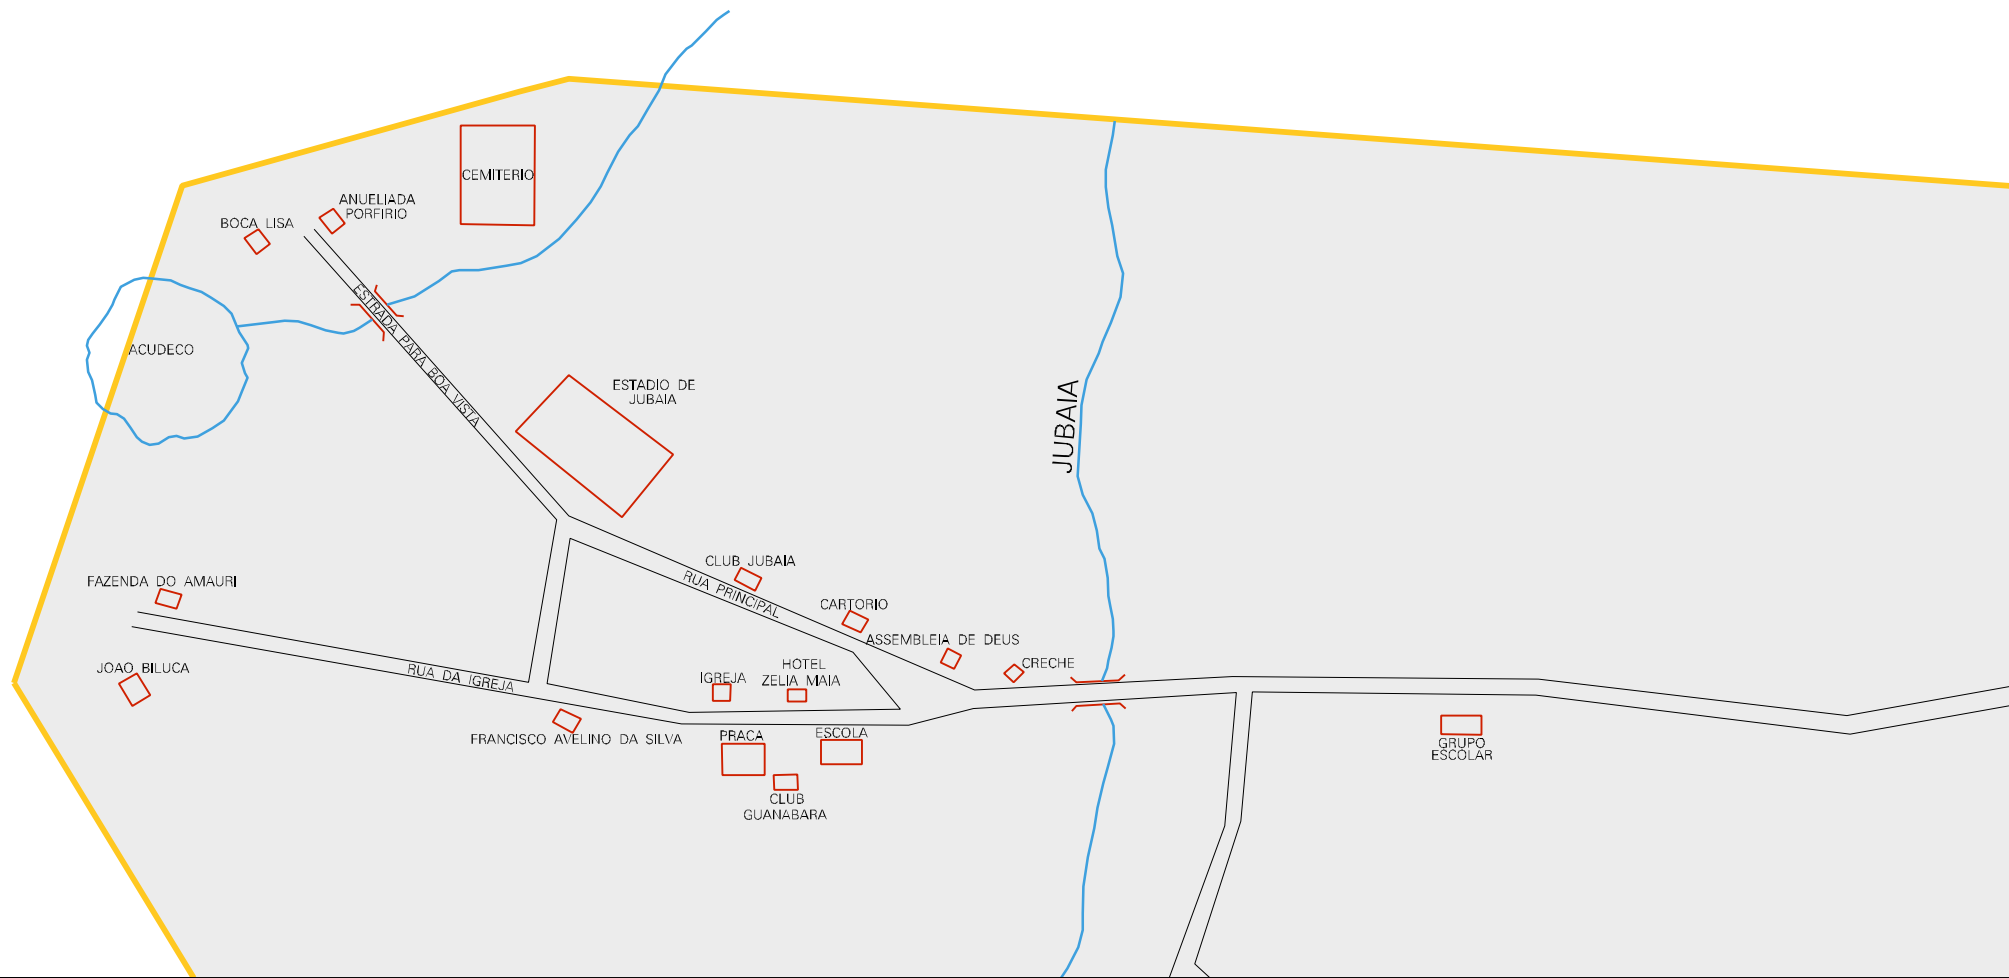 CEMITERIO
ANUELIADA
PORFIRIO
BOCA LISA
ESTRADA PARA BOA VISTA
ACUDECO
ESTADIO DE
JUBAIA
JUBAIA
CLUB JUBAIA
RUA PRINCIPAL
FAZENDA DO AMAURI
CARTORIO
ASSEMBLEIA DE DEUS
CRECHE
JOAO BILUCA
RUA DA IGREJA
IGREJA
HOTEL
ZELIA MAIA
FRANCISCO AVELINO DA SILVA
PRACA
ESCOLA
GRUPO
ESCOLAR
CLUB
GUANABARA